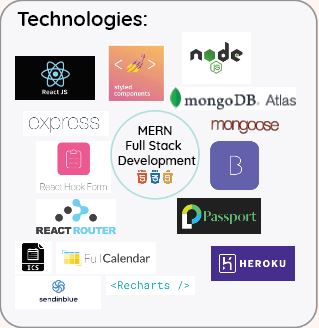 Technologies:
React JS
styled
components
node
JS
mongoDB. Atlas
express
mongoose
MERN
Full Stack
Development
React Hook Form
B
REACT ROUTER
Passport
ICS
FullCalendar
HEROKU
sendinblue
<Recharts />